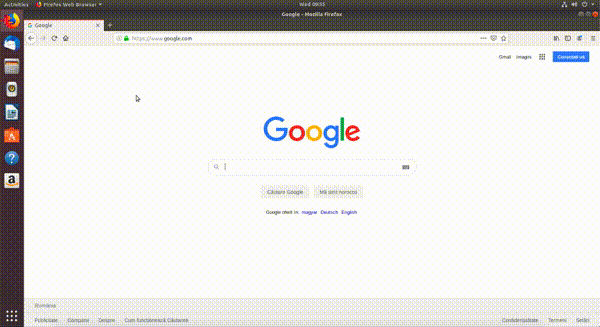 Activities Firefox Web Browser Wed 09:55
Google - Mozilla Firefox
Google
https://www.google.com
Gmail Imagini Conectați-vă
Google
Căutare Google Mă simt norocos
Google oferit în: magyar Deutsch English
România
Publicitate Companii Despre Cum funcționează Căutarea Confidențialitate Termeni Setări